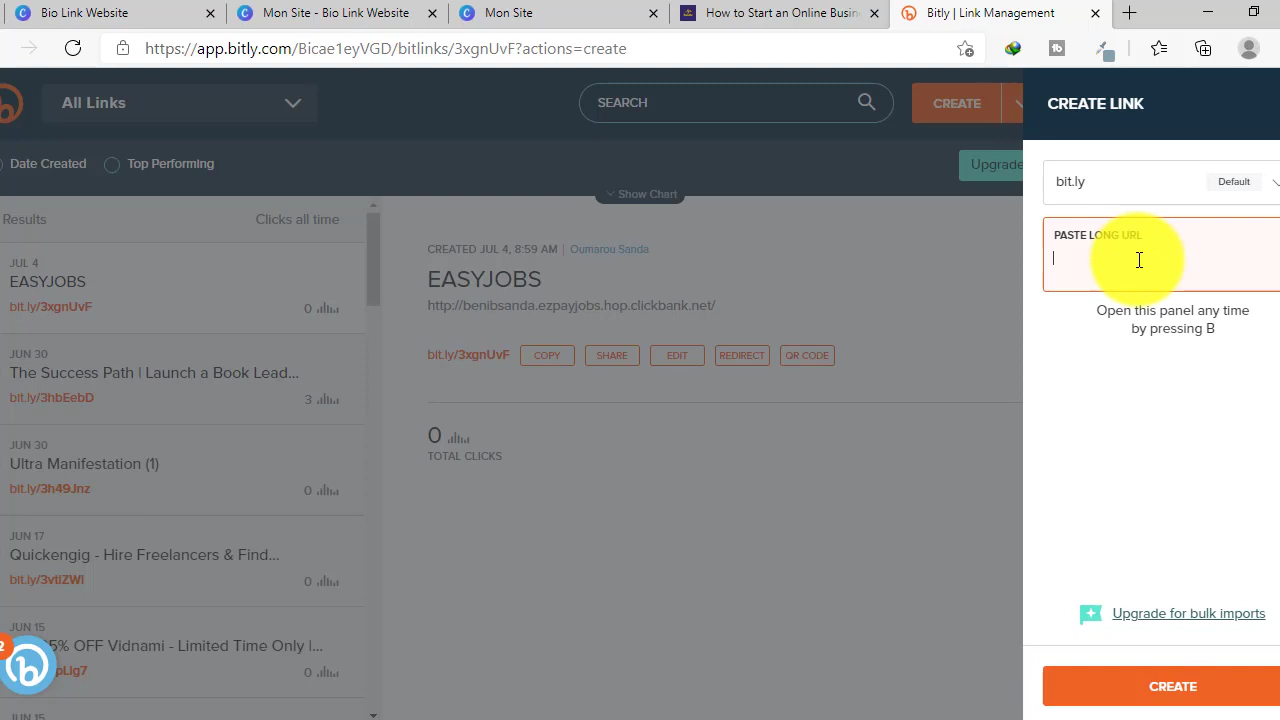 Bio Link Website
Mon Site - Bio Link Website
Mon Site
How to Start an Online Busin
Bitly | Link Management
https://app.bitly.com/Bicae1eyVGD/bitlinks/3xgnUvF?actions=create
All Links
SEARCH
CREATE
CREATE LINK
Date Created
Top Performing
Upgrade
Show Chart
bit.ly
Default
PASTE LONG URL
Open this panel any time
by pressing B
Results
Clicks all time
JUL 4
EASYJOBS
bit.ly/3xgnUvF
0
JUN 30
The Success Path | Launch a Book Lead...
bit.ly/3hbEebD
3
JUN 30
Ultra Manifestation (1)
bit.ly/3h49Jnz
0
JUN 17
Quickengig - Hire Freelancers & Find...
bit.ly/3vtlZWl
0
JUN 15
5% OFF Vidnami - Limited Time Only |...
pLlg7
0
JUN 15
2
CREATED JUL 4, 8:59 AM | Oumarou Sanda
EASYJOBS
http://benibsanda.ezpayjobs.hop.clickbank.net/
bit.ly/3xgnUvF
COPY
SHARE
EDIT
REDIRECT
QR CODE
0
TOTAL CLICKS
Upgrade for bulk imports
CREATE